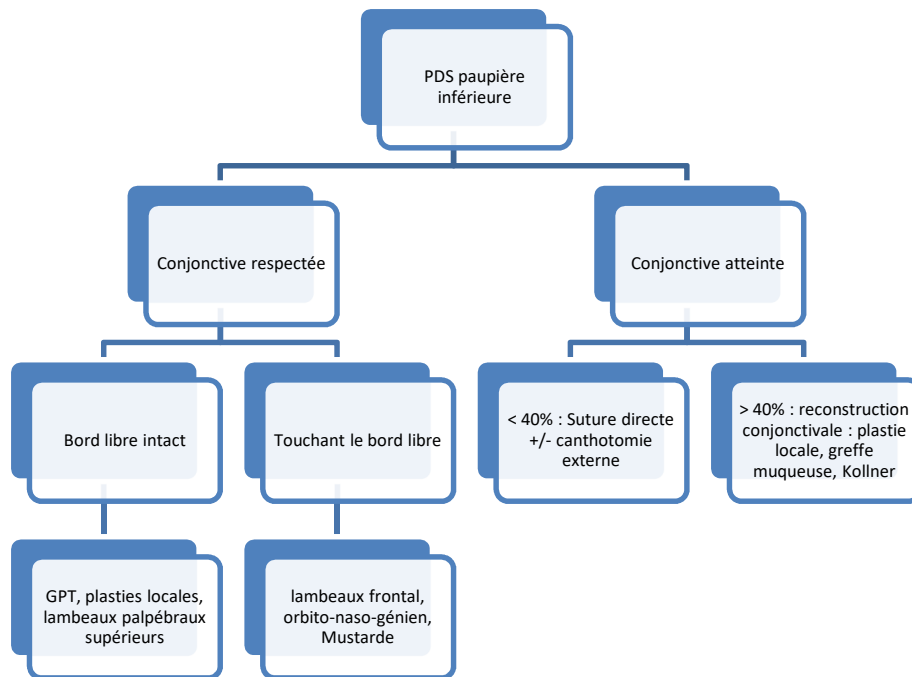 PDS paupière
inférieure
Conjonctive respectée
Conjonctive atteinte
Bord libre intact
Touchant le bord libre
< 40% : Suture directe
+/- canthotomie
externe
> 40% : reconstruction
conjonctivale : plastie
locale, greffe
muqueuse, Kollner
GPT, plasties locales,
lambeaux palpébraux
supérieurs
lambeaux frontal,
orbito-naso-génien,
Mustarde